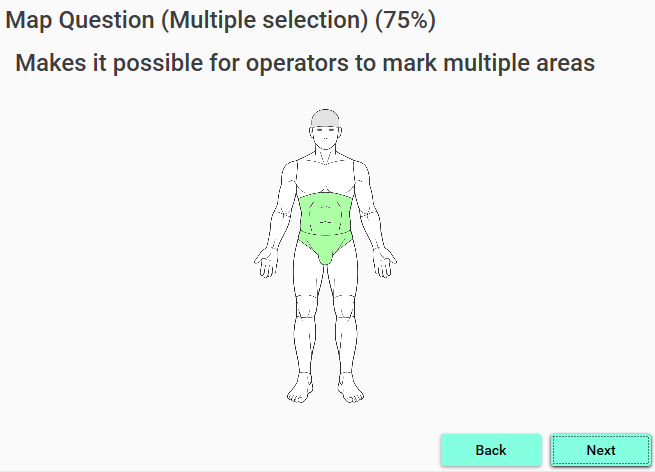 Map Question (Multiple selection) (75%)
Makes it possible for operators to mark multiple areas
Back
Next